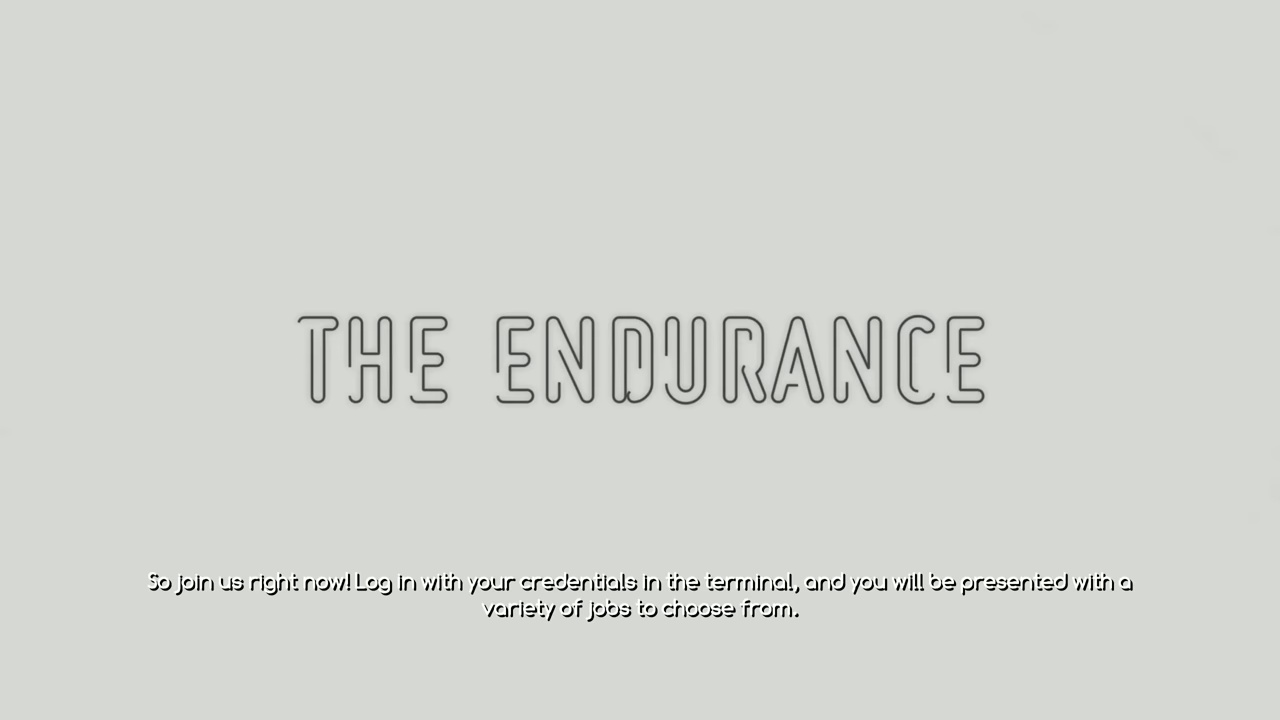 THE ENDURANCE
So join us right now! Log in with your credentials in the terminal, and you will be presented with a
variety of jobs to choose from.